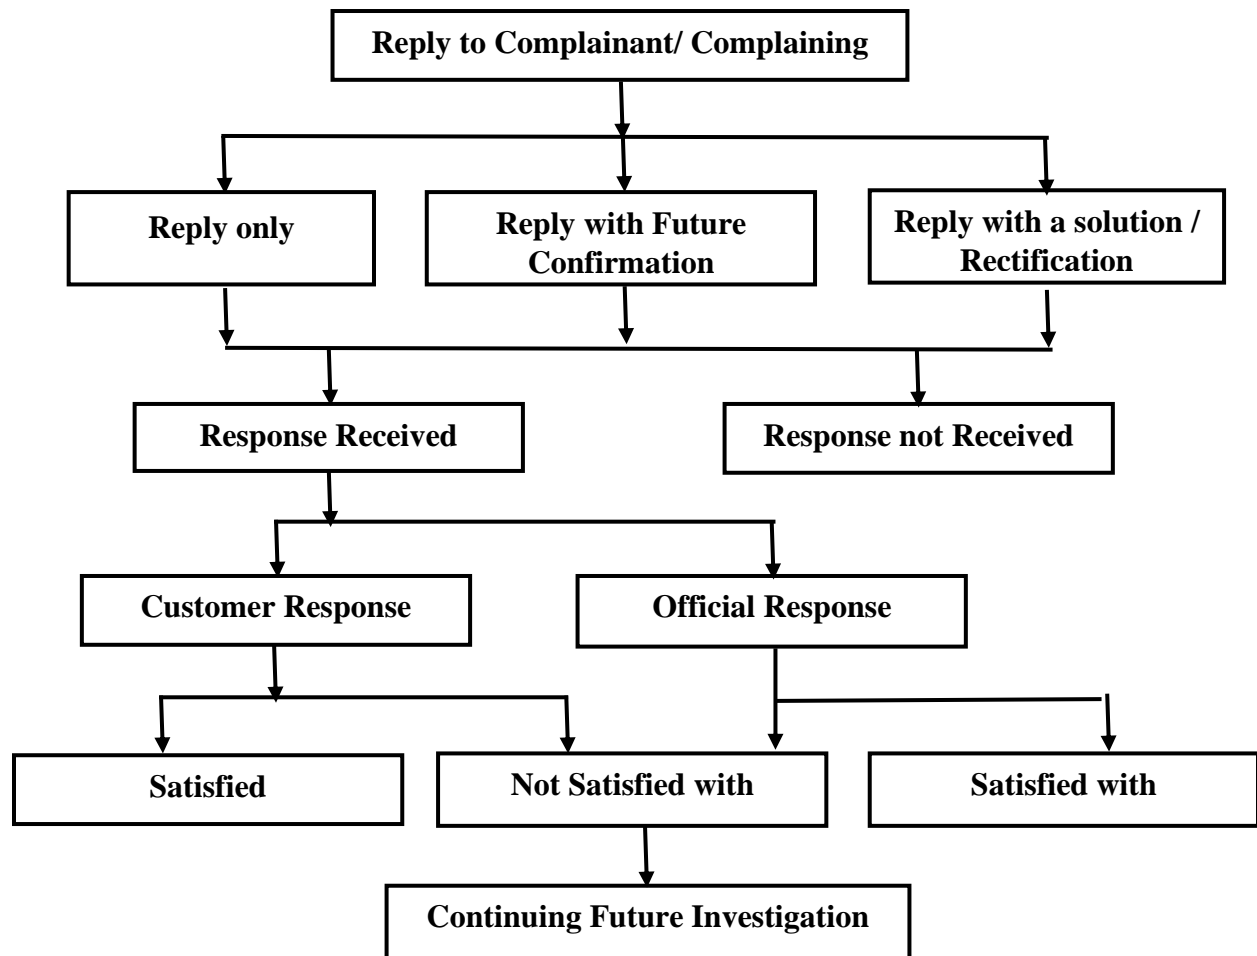 Reply to Complainant/ Complaining
Reply only
Reply with Future
Confirmation
Reply with a solution /
Rectification
Response Received
Response not Received
Customer Response
Official Response
Satisfied
Not Satisfied with
Satisfied with
Continuing Future Investigation